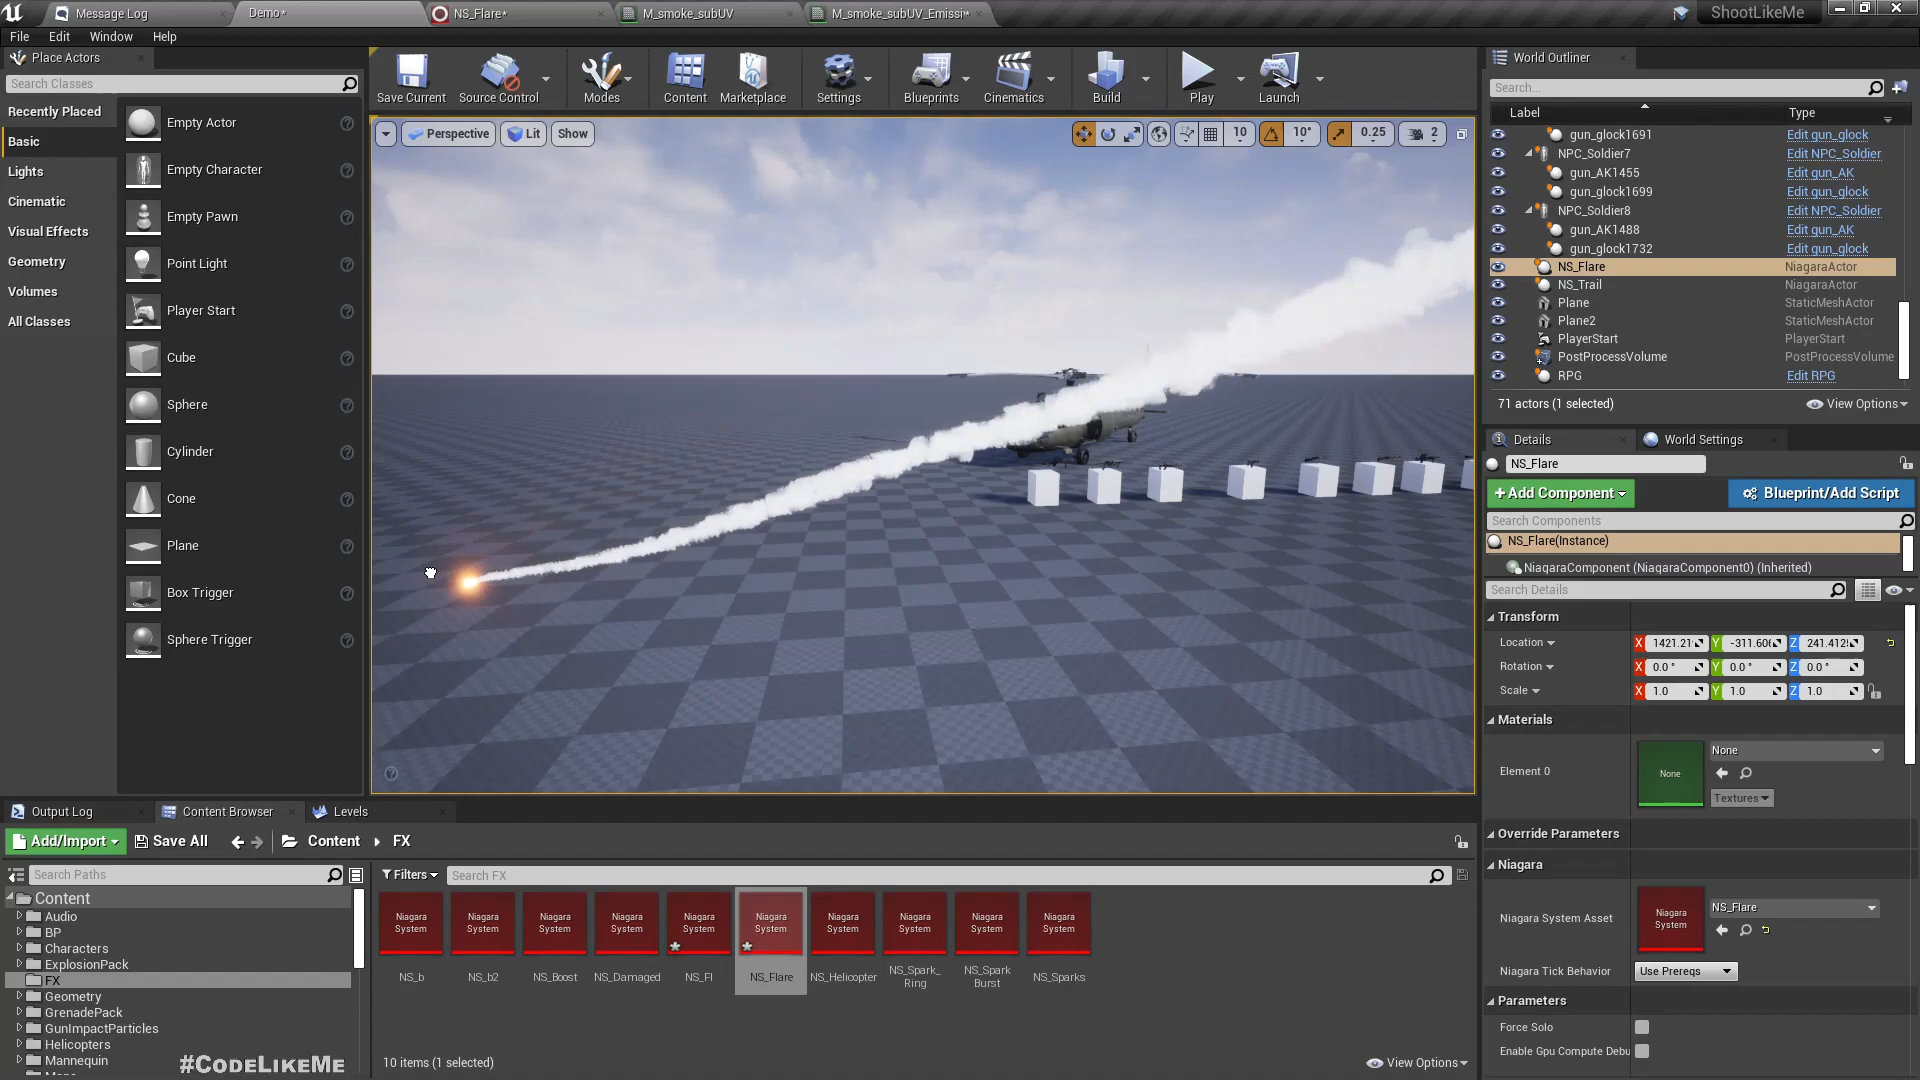 Message Log
Demo*
NS_Flare*
M_smoke_subUV
M_smoke_subUV_Emissi*
ShootLikeMe
File
Edit
Window
Help
Place Actors
Search Classes
Recently Placed
Basic
Lights
Cinematic
Visual Effects
Geometry
Volumes
All Classes
Empty Actor
Empty Character
Empty Pawn
Point Light
Player Start
Cube
Sphere
Cylinder
Cone
Plane
Box Trigger
Sphere Trigger
Save Current
Source Control
Modes
Content
Marketplace
Settings
Blueprints
Cinematics
Build
Play
Launch
Perspective
Lit
Show
10
10°
0.25
2
World Outliner
Search...
Label
Type
gun_glock1691
Edit gun_glock
NPC_Soldier7
Edit NPC_Soldier
gun_AK1455
Edit gun_AK
gun_glock1699
Edit gun_glock
NPC_Soldier8
Edit NPC_Soldier
gun_AK1488
Edit gun_AK
gun_glock1732
Edit gun_glock
NS_Flare
NiagaraActor
NS_Trail
NiagaraActor
Plane
StaticMeshActor
Plane2
StaticMeshActor
PlayerStart
PlayerStart
PostProcessVolume
PostProcessVolume
RPG
Edit RPG
71 actors (1 selected)
View Options
Details
World Settings
NS_Flare
+Add Component
Blueprint/Add Script
Search Components
NS_Flare(Instance)
NiagaraComponent (NiagaraComponent0) (Inherited)
Search Details
Transform
Location
X 1421.21
Y -311.606
Z 241.412
Rotation
X 0.0 °
Y 0.0 °
Z 0.0 °
Scale
X 1.0
Y 1.0
Z 1.0
Materials
Element 0
None
None
Textures
Override Parameters
Niagara
Niagara System Asset
Niagara
System
NS_Flare
Niagara Tick Behavior
Use Prereqs
Parameters
Force Solo
Enable Gpu Compute Debu
Output Log
Content Browser
Levels
Add/Import
Save All
Content
FX
Search Paths
Filters
Search FX
Content
Audio
BP
Characters
ExplosionPack
FX
Geometry
GrenadePack
GunImpactParticles
Helicopters
Mannequin
Niagara
System
NS_b
Niagara
System
NS_b2
Niagara
System
NS_Boost
Niagara
System
NS_Damaged
Niagara
System
NS_Fl
Niagara
System
NS_Flare
Niagara
System
NS_Helicopter
Niagara
System
NS_Spark_
Ring
Niagara
System
NS_Spark
Burst
Niagara
System
NS_Sparks
10 items (1 selected)
View Options
#CodeLikeMe